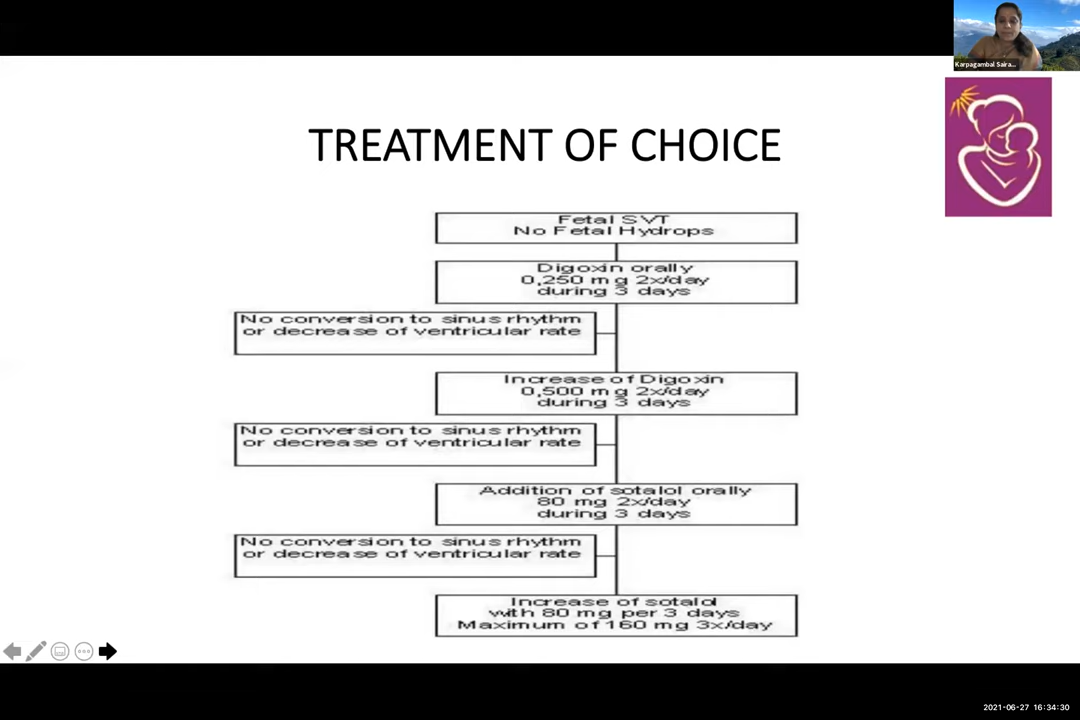 Karpagambal Saira...
TREATMENT OF CHOICE
Fetal SVT
No Fetal Hydrops
Digoxin orally
0,250 mg 2x/day
during 3 days
No conversion to sinus rhythm
or decrease of ventricular rate
Increase of Digoxin
0,500 mg 2x/day
during 3 days
No conversion to sinus rhythm
or decrease of ventricular rate
Addition of sotalol orally
80 mg 2x/day
during 3 days
No conversion to sinus rhythm
or decrease of ventricular rate
Increase of sotalol
with 80 mg per 3 days
Maximum of 160 mg 3x/day
2021-06-27 16:34:30